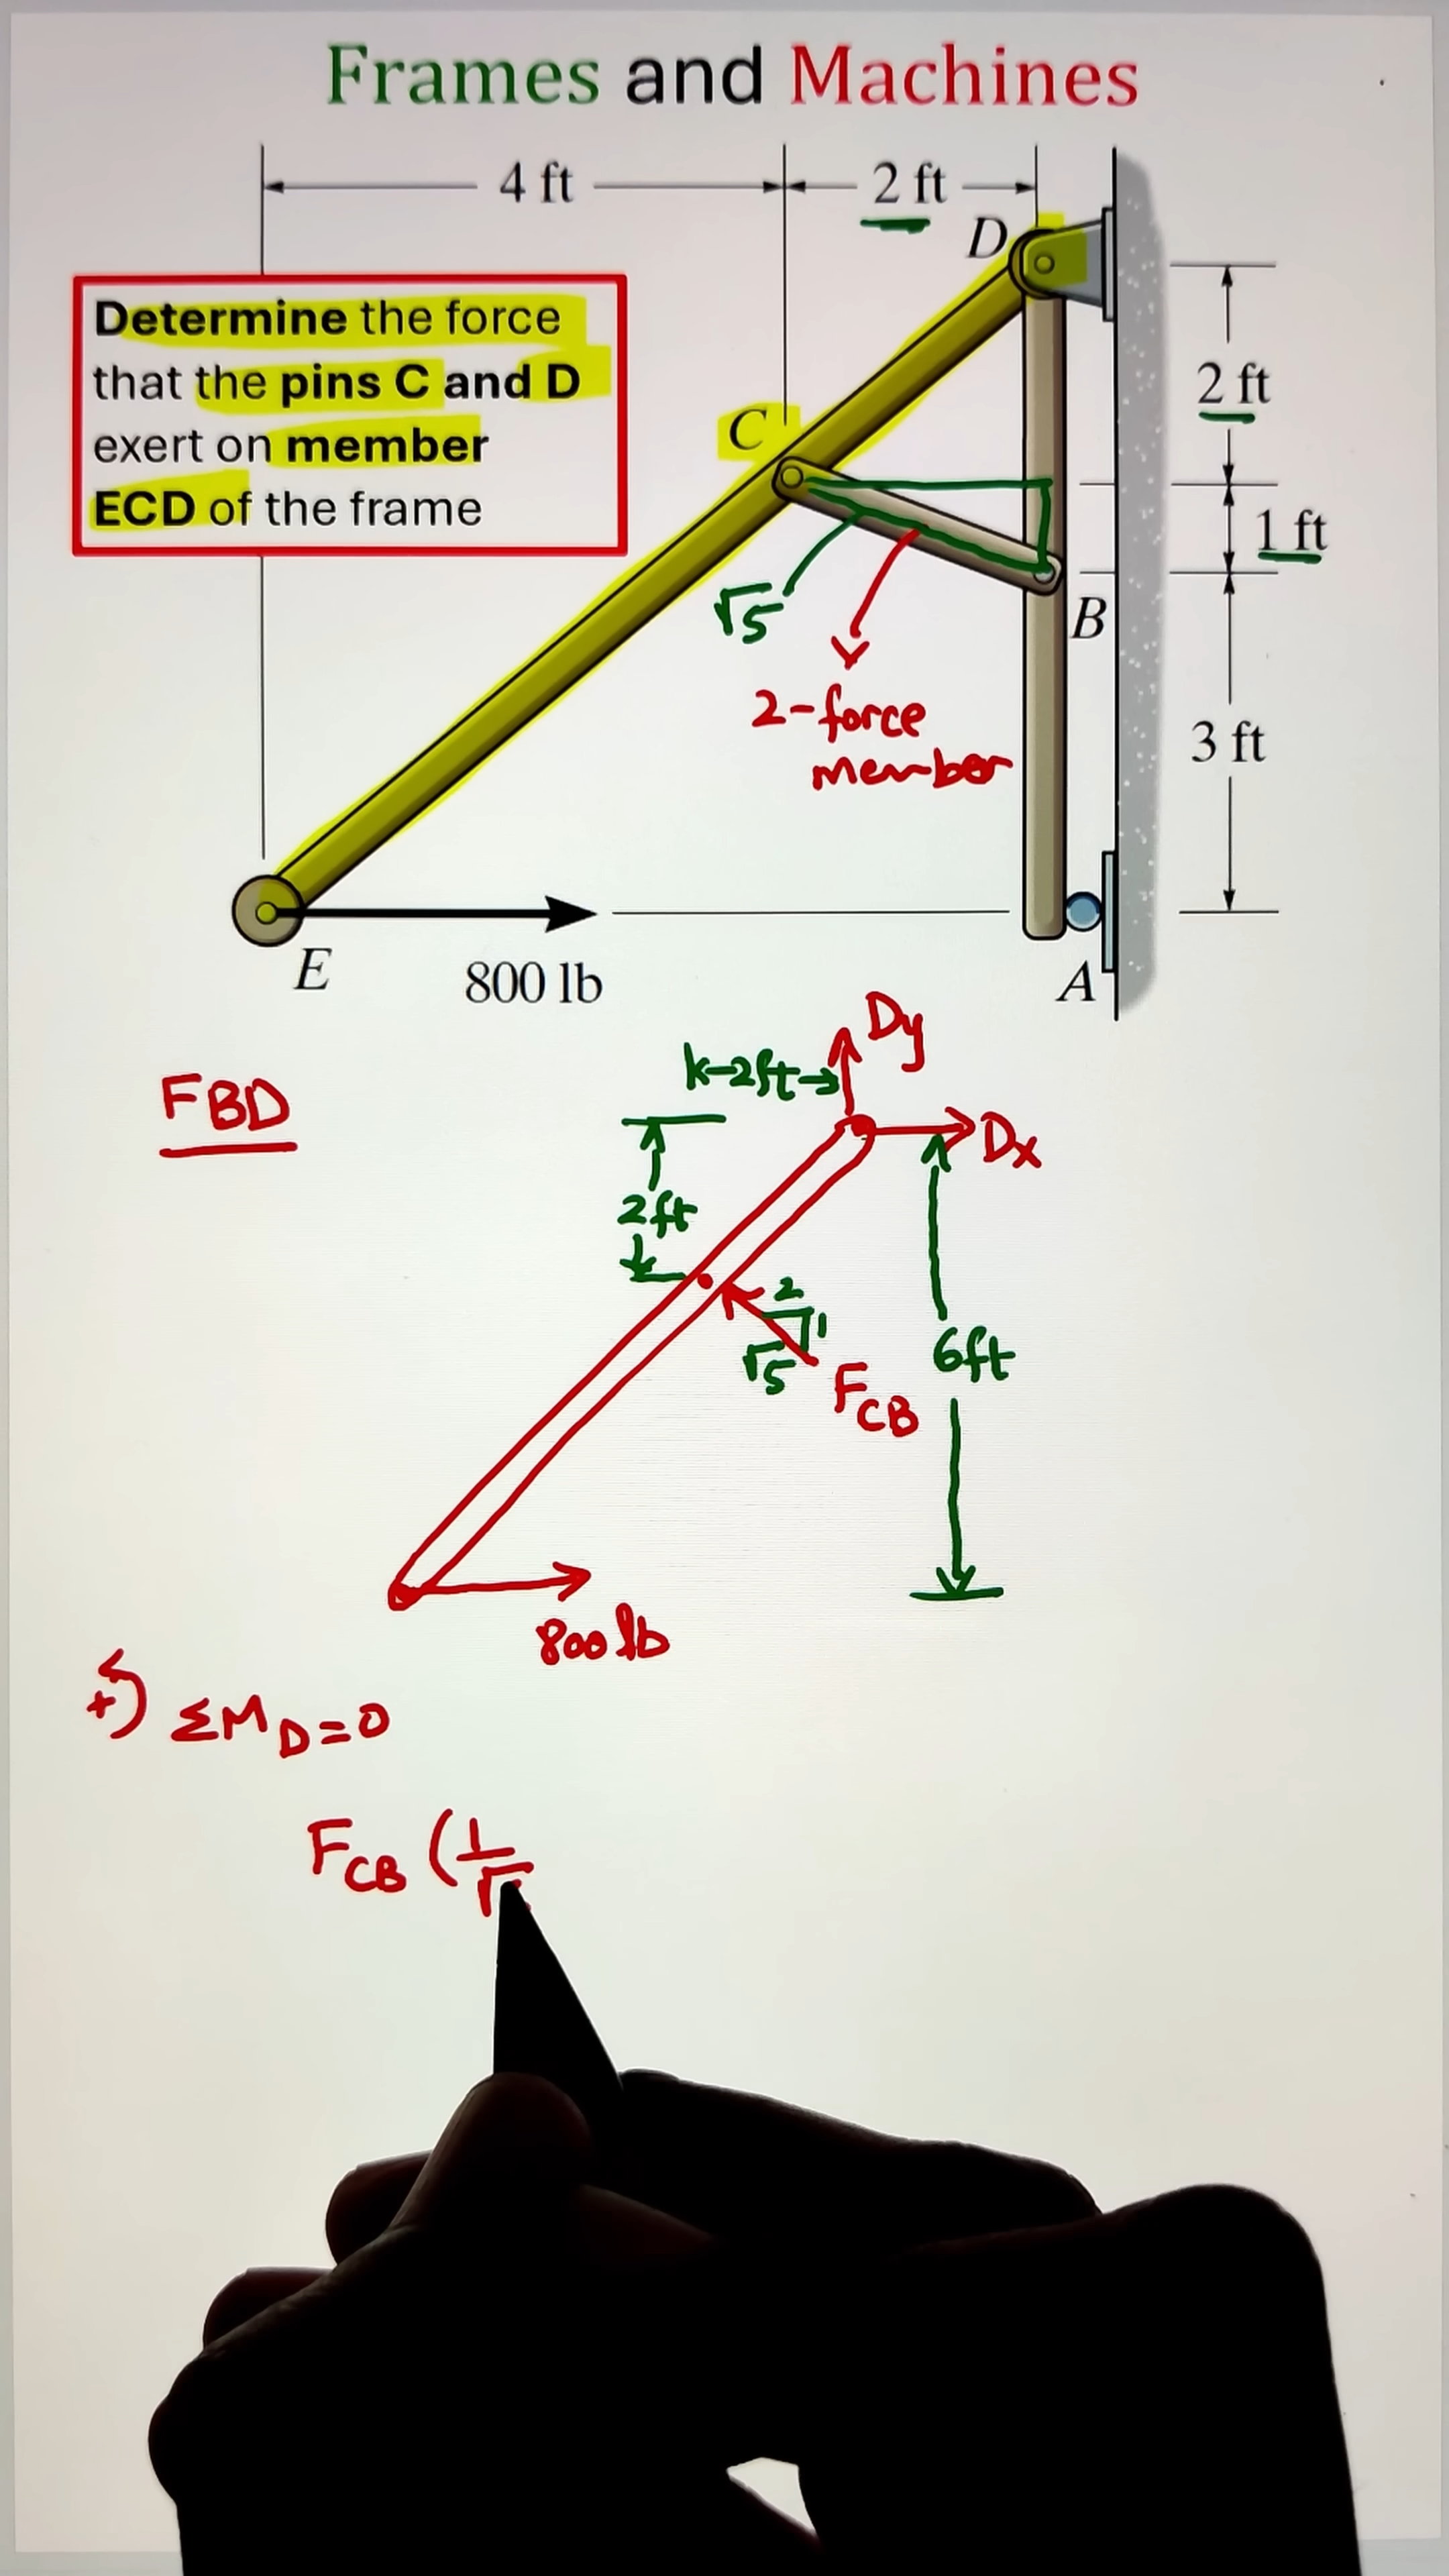 Frames and Machines
4 ft
2 ft
D
Determine the force
that the pins C and D
exert on member
ECD of the frame
C
2 ft
1 ft
√5
B
2-force
member
3 ft
E
800 lb
A
FBD
Dy
2ft
Dx
2ft
2
1
√5
6ft
FCB
800 lb
+ ΣMD=0
FCB (1/√